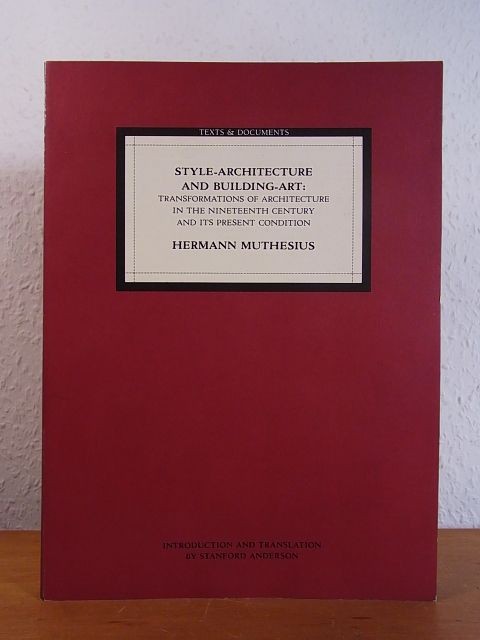 TEXTS & DOCUMENTS
STYLE-ARCHITECTURE
AND BUILDING-ART:
TRANSFORMATIONS OF ARCHITECTURE
IN THE NINETEENTH CENTURY
AND ITS PRESENT CONDITION
HERMANN MUTHESIUS
INTRODUCTION AND TRANSLATION
BY STANFORD ANDERSON